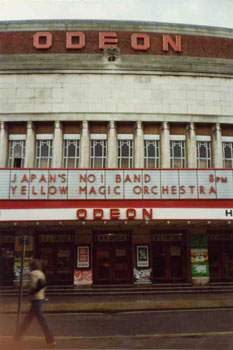 ODEON
JAPAN'S NO1 BAND 8PM
YELLOW MAGIC ORCHESTRA
ODEON H